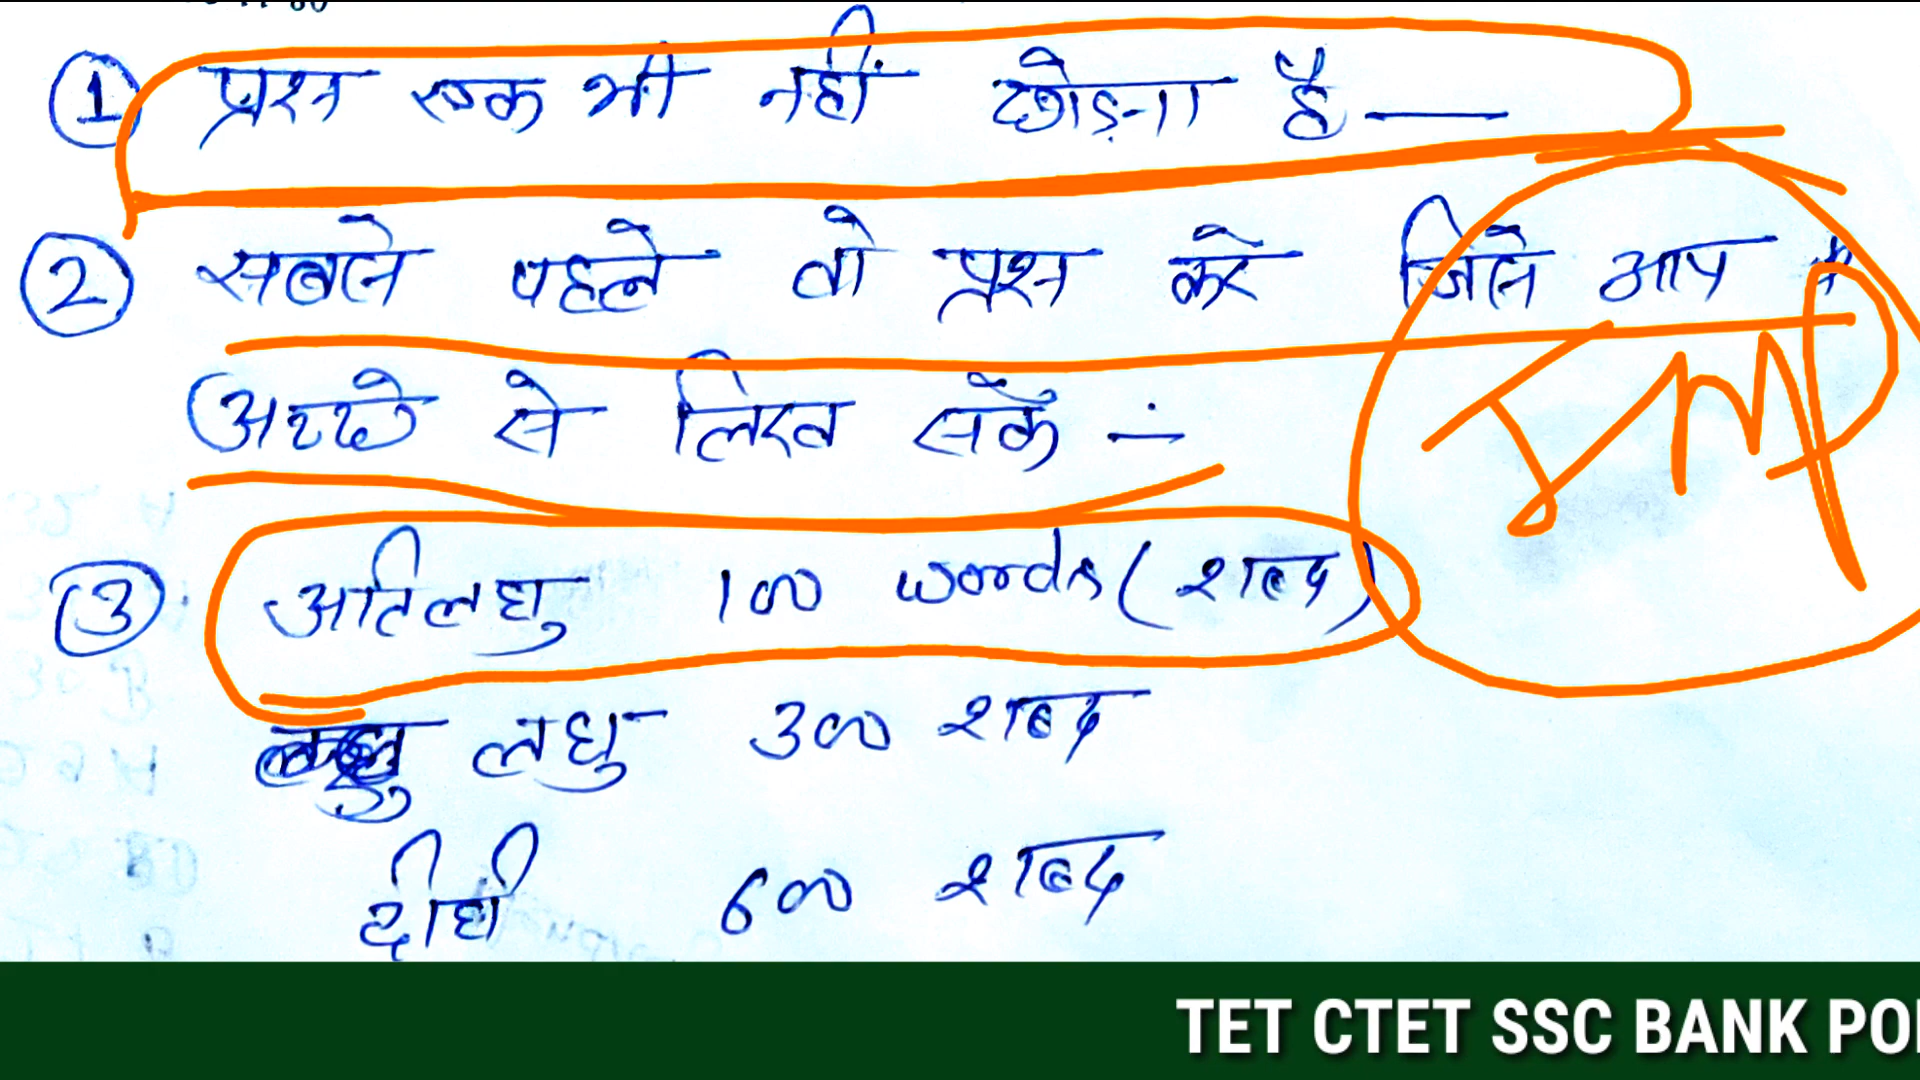 ① प्रश्न एक भी नहीं छोड़ना है —
② सबसे पहले वो प्रश्न करे जिसे आप
अच्छे से लिख सकें :-
Imp
③ अतिलघु 100 words ( शब्द )
लघु 300 शब्द
दीर्घ 600 शब्द
TET CTET SSC BANK PO